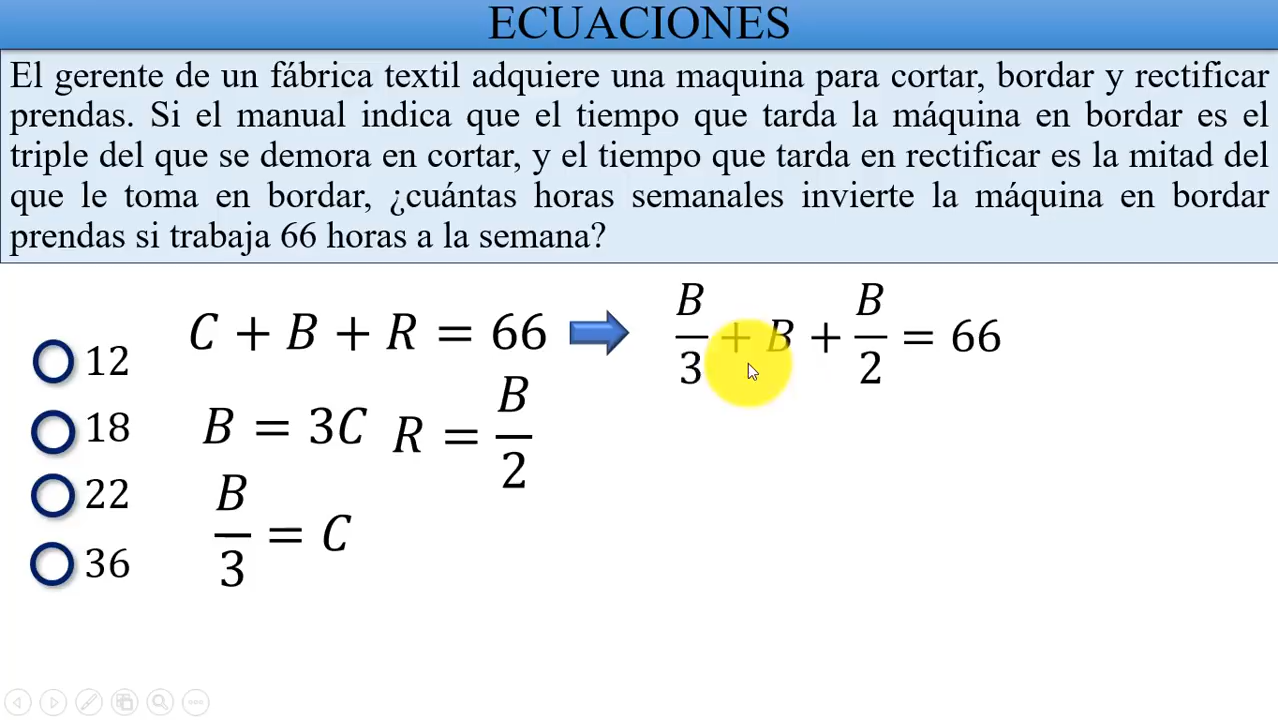 ECUACIONES
El gerente de un fábrica textil adquiere una maquina para cortar, bordar y rectificar
prendas. Si el manual indica que el tiempo que tarda la máquina en bordar es el
triple del que se demora en cortar, y el tiempo que tarda en rectificar es la mitad del
que le toma en bordar, ¿cuántas horas semanales invierte la máquina en bordar
prendas si trabaja 66 horas a la semana?
12
18
22
36
C + B + R = 66
B = 3C
R = B/2
B/3 = C
B/3 + B + B/2 = 66